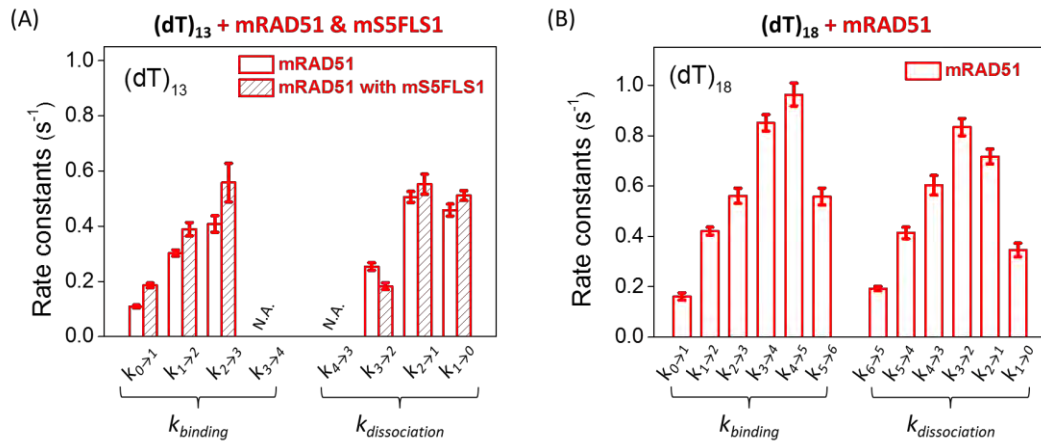 (A)
(dT)13 + mRAD51 & mS5FLS1
Rate constants (s-1)
1.0
0.8
0.6
0.4
0.2
0.0
(dT)13
mRAD51
mRAD51 with mS5FLS1
N.A.
N.A.
k0→1
k1→2
k2→3
k3→4
k4→3
k3→2
k2→1
k1→0
kbinding
kdissociation
(B)
(dT)18 + mRAD51
Rate constants (s-1)
1.0
0.8
0.6
0.4
0.2
0.0
(dT)18
mRAD51
k0→1
k1→2
k2→3
k3→4
k4→5
k5→6
k6→5
k5→4
k4→3
k3→2
k2→1
k1→0
kbinding
kdissociation